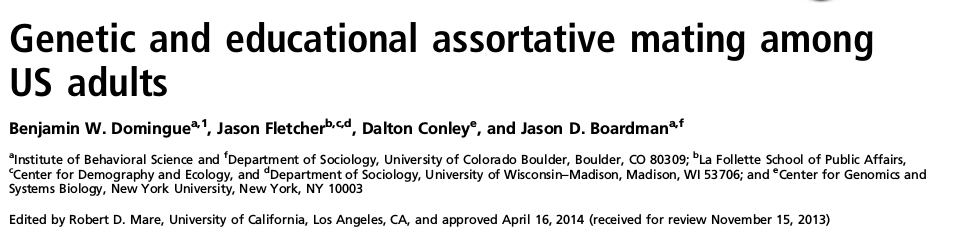 Genetic and educational assortative mating among
US adults
Benjamin W. Domingueᵃ,¹, Jason Fletcherᵇ,ᶜ,ᵈ, Dalton Conleyᵉ, and Jason D. Boardmanᵃ,ᶠ
ᵃInstitute of Behavioral Science and ᶠDepartment of Sociology, University of Colorado Boulder, Boulder, CO 80309; ᵇLa Follette School of Public Affairs,
ᶜCenter for Demography and Ecology, and ᵈDepartment of Sociology, University of Wisconsin–Madison, Madison, WI 53706; and ᵉCenter for Genomics and
Systems Biology, New York University, New York, NY 10003
Edited by Robert D. Mare, University of California, Los Angeles, CA, and approved April 16, 2014 (received for review November 15, 2013)